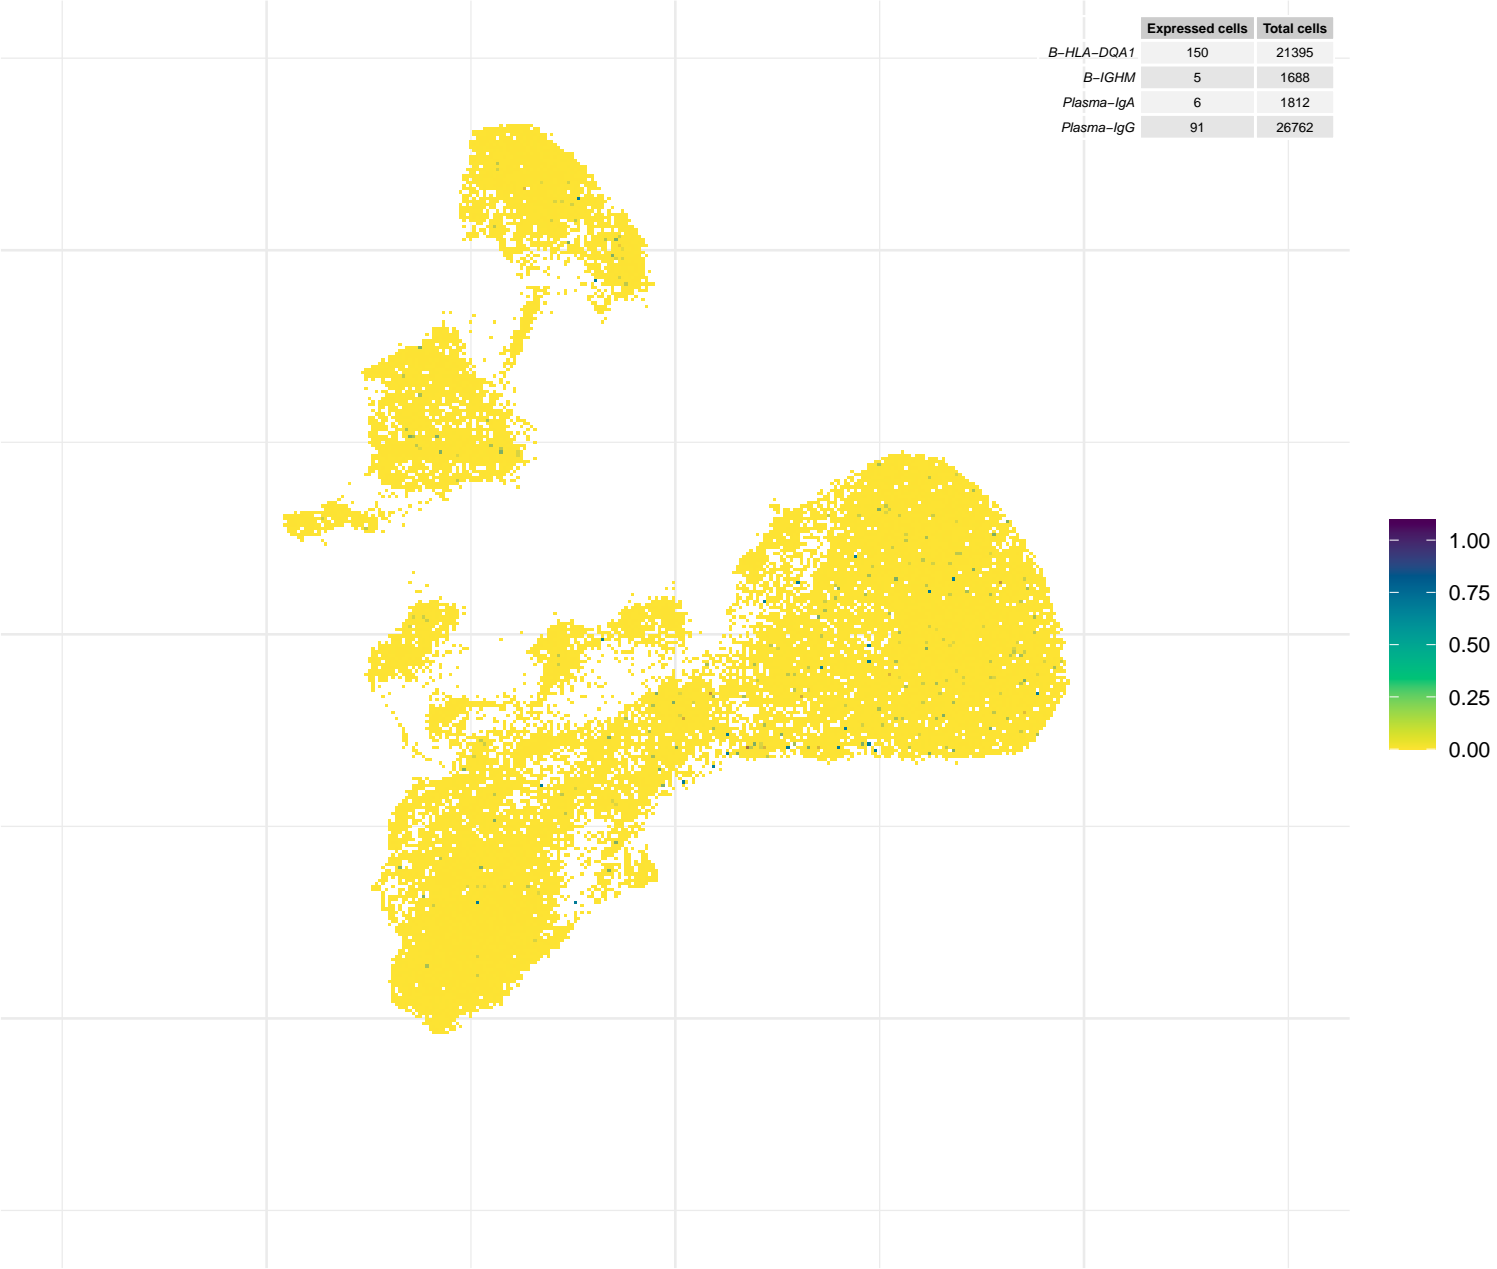 Expressed cells Total cells
B−HLA−DQA1 150 21395
B−IGHM 5 1688
Plasma−IgA 6 1812
Plasma−IgG 91 26762
1.00
0.75
0.50
0.25
0.00